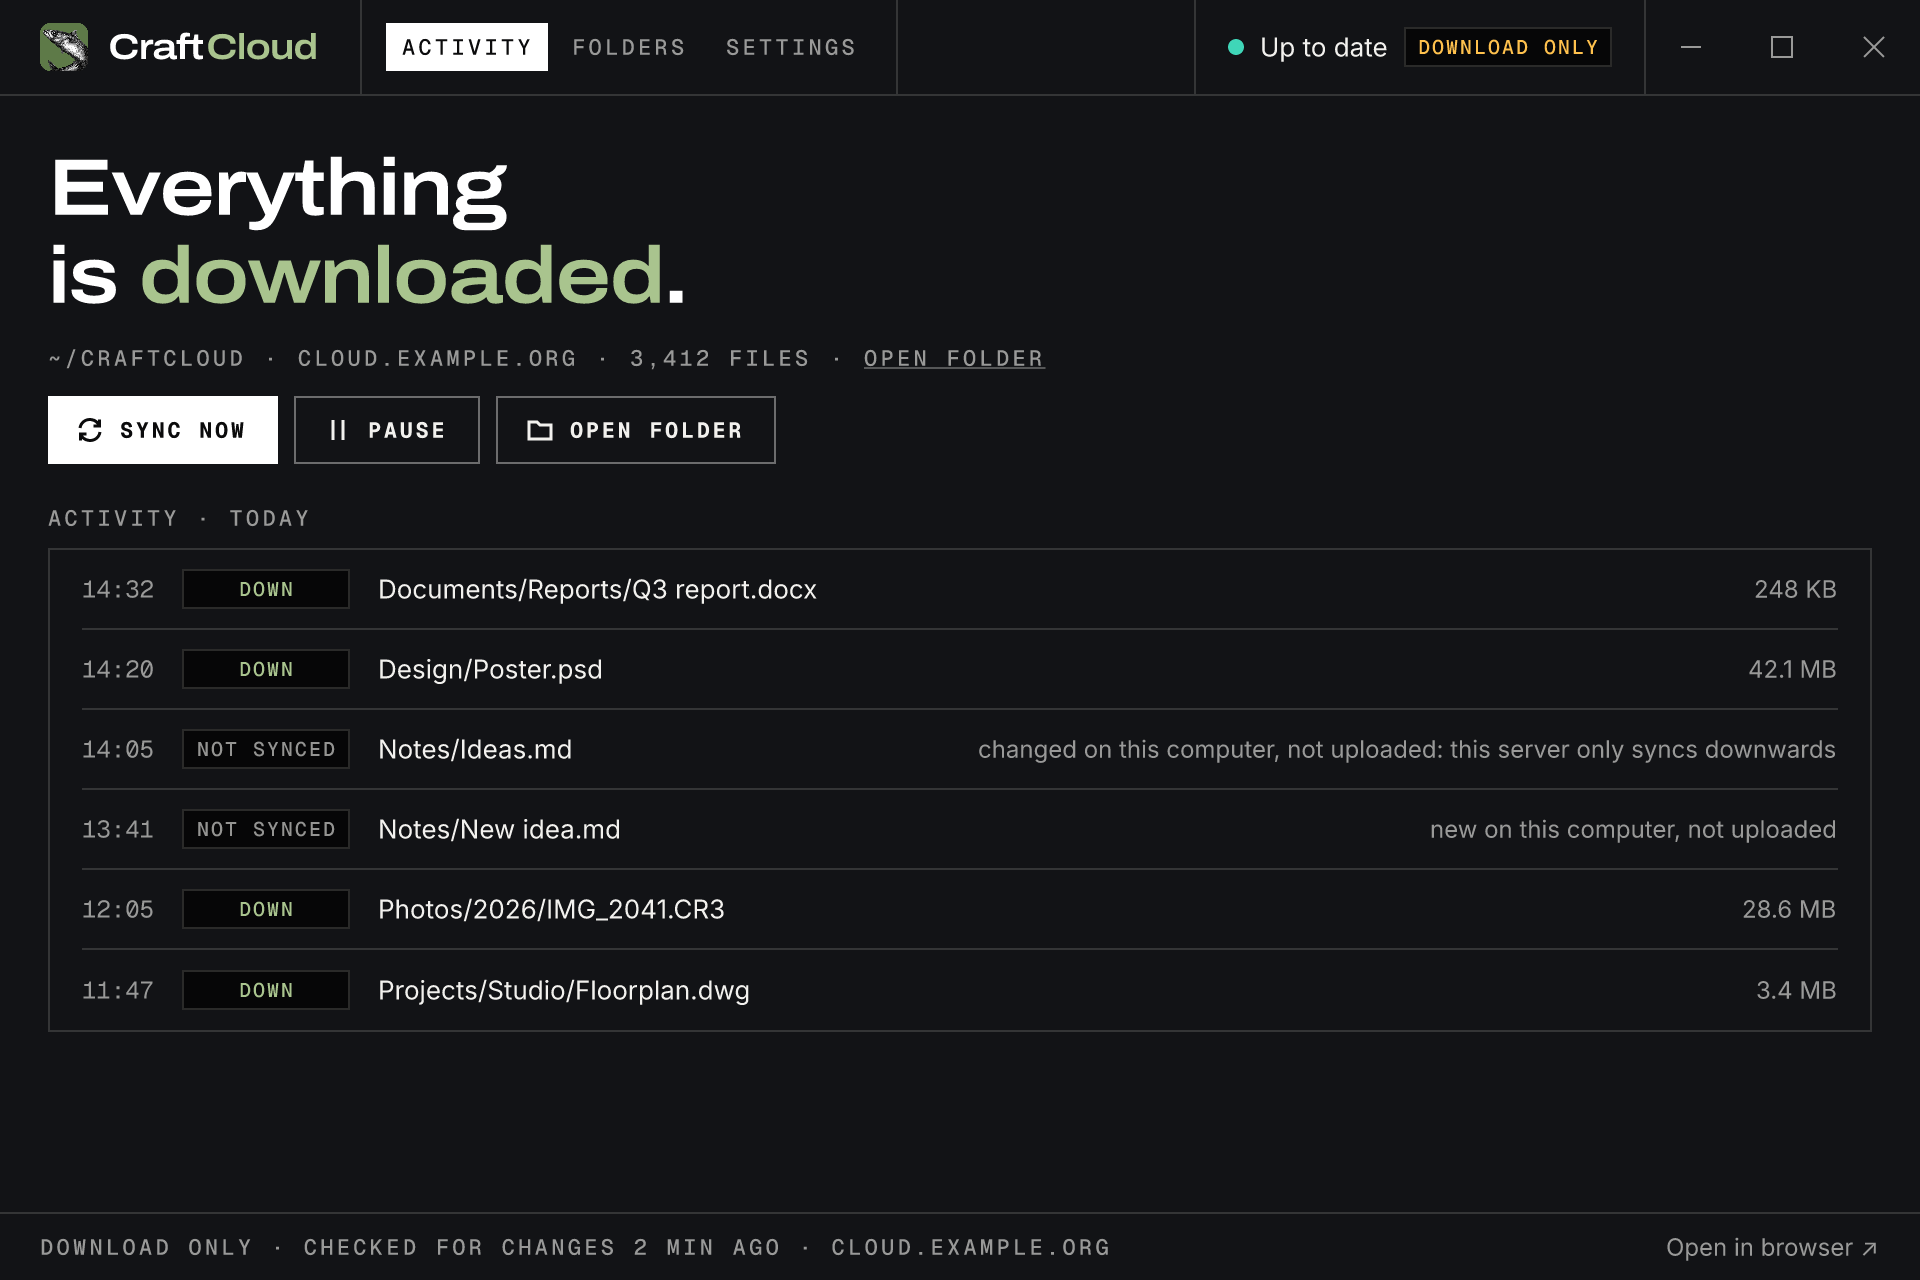 CraftCloud
ACTIVITY FOLDERS SETTINGS
Up to date DOWNLOAD ONLY
Everything
is downloaded.
~/CRAFTCLOUD · CLOUD.EXAMPLE.ORG · 3,412 FILES · OPEN FOLDER
SYNC NOW PAUSE OPEN FOLDER
ACTIVITY · TODAY
14:32 DOWN Documents/Reports/Q3 report.docx 248 KB
14:20 DOWN Design/Poster.psd 42.1 MB
14:05 NOT SYNCED Notes/Ideas.md changed on this computer, not uploaded: this server only syncs downwards
13:41 NOT SYNCED Notes/New idea.md new on this computer, not uploaded
12:05 DOWN Photos/2026/IMG_2041.CR3 28.6 MB
11:47 DOWN Projects/Studio/Floorplan.dwg 3.4 MB
DOWNLOAD ONLY · CHECKED FOR CHANGES 2 MIN AGO · CLOUD.EXAMPLE.ORG
Open in browser ↗